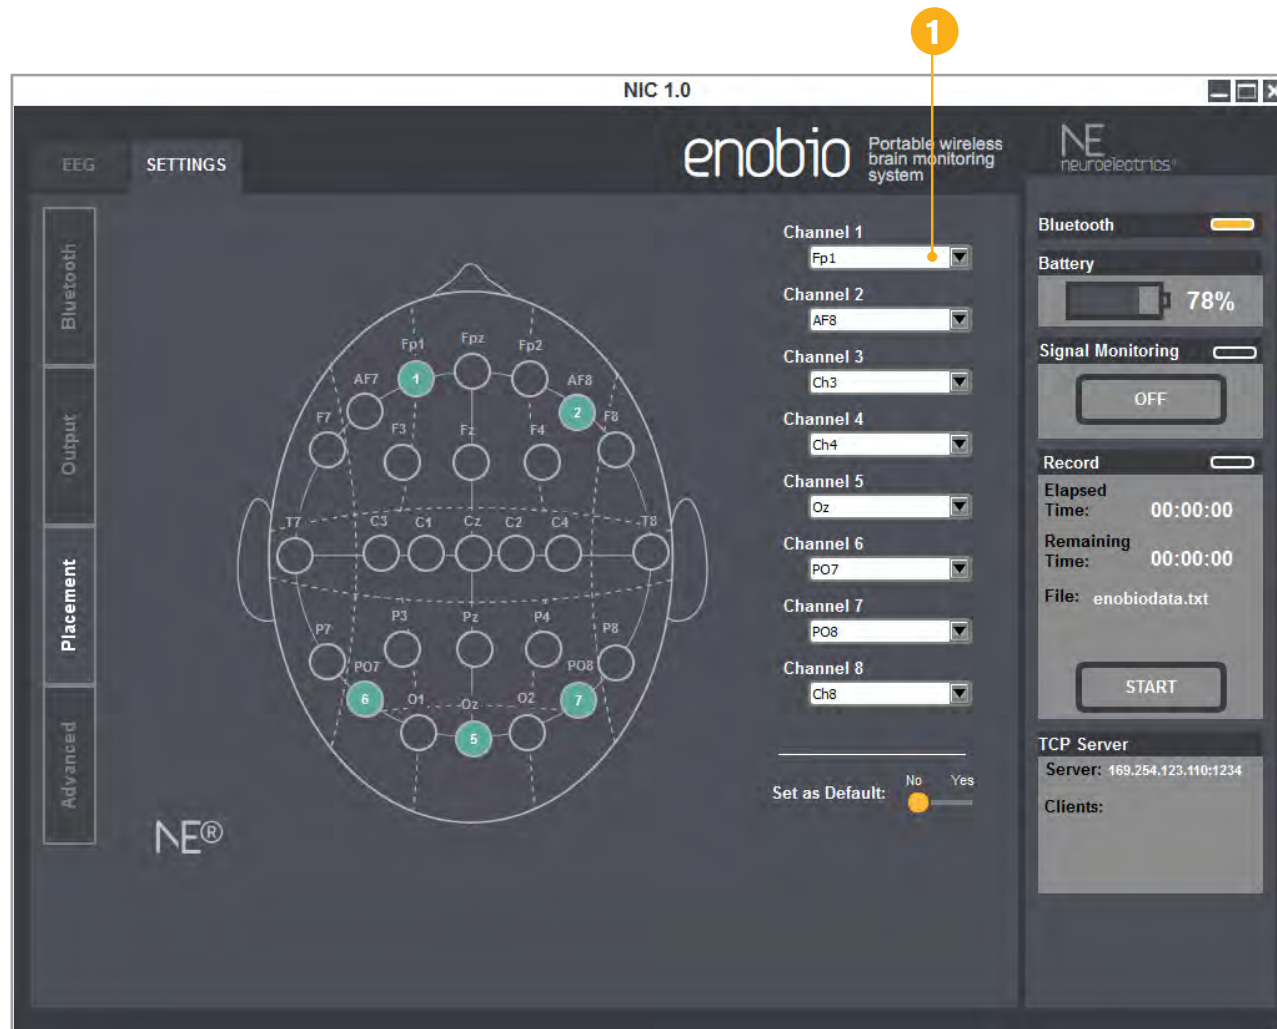 1
NIC 1.0
EEG
SETTINGS
enobio
Portable wireless
brain monitoring
system
NE
neuroelectrics®
Bluetooth
Output
Placement
Advanced
Fp1
Fpz
Fp2
AF7
1
AF8
2
F7
F3
Fz
F4
F8
T7
C3
C1
Cz
C2
C4
T8
P7
P3
Pz
P4
P8
PO7
6
O1
Oz
5
O2
PO8
7
NE®
Channel 1
Fp1
Channel 2
AF8
Channel 3
Ch3
Channel 4
Ch4
Channel 5
Oz
Channel 6
PO7
Channel 7
PO8
Channel 8
Ch8
Set as Default:
No Yes
Bluetooth
Battery
78%
Signal Monitoring
OFF
Record
Elapsed
Time: 00:00:00
Remaining
Time: 00:00:00
File: enobiodata.txt
START
TCP Server
Server: 169.254.123.110:1234
Clients: